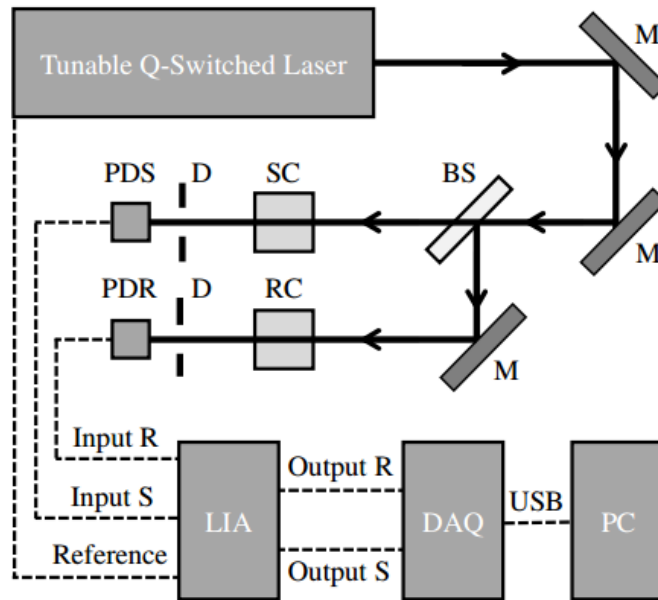 Tunable Q-Switched Laser
M
PDS D SC BS
M
PDR D RC
M
Input R
Output R
Input S
LIA
DAQ
USB
PC
Reference
Output S